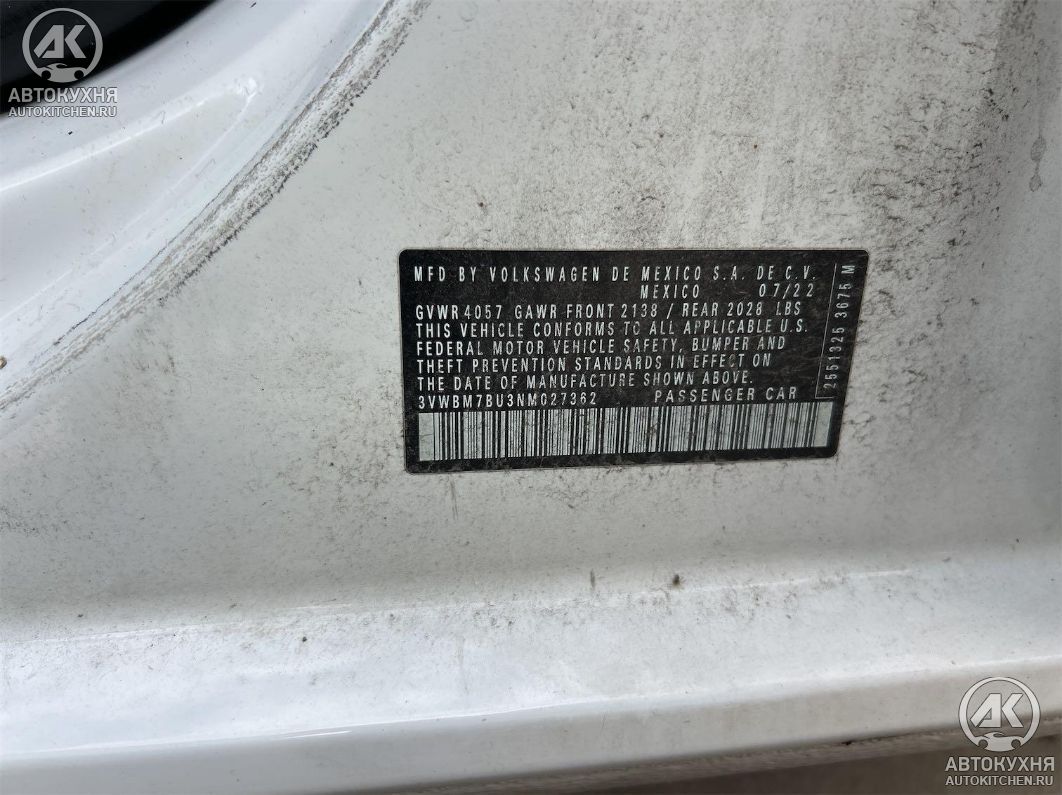 AK
АВТОКУХНЯ
AUTOKITCHEN.RU
MFD BY VOLKSWAGEN DE MEXICO S.A. DE C.V.
MEXICO 07/22
GVWR 4057 GAWR FRONT 2138 / REAR 2028 LBS
THIS VEHICLE CONFORMS TO ALL APPLICABLE U.S.
FEDERAL MOTOR VEHICLE SAFETY, BUMPER AND
THEFT PREVENTION STANDARDS IN EFFECT ON
THE DATE OF MANUFACTURE SHOWN ABOVE.
3VWBM7BU3NM027362 PASSENGER CAR
2551325 3675 M
AK
АВТОКУХНЯ
AUTOKITCHEN.RU